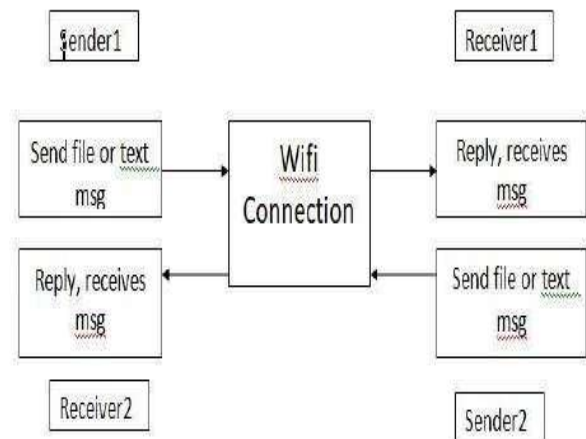 Sender1
Receiver1
Send file or text
msg
Wifi
Connection
Reply, receives
msg
Reply, receives
msg
Send file or text
msg
Receiver2
Sender2